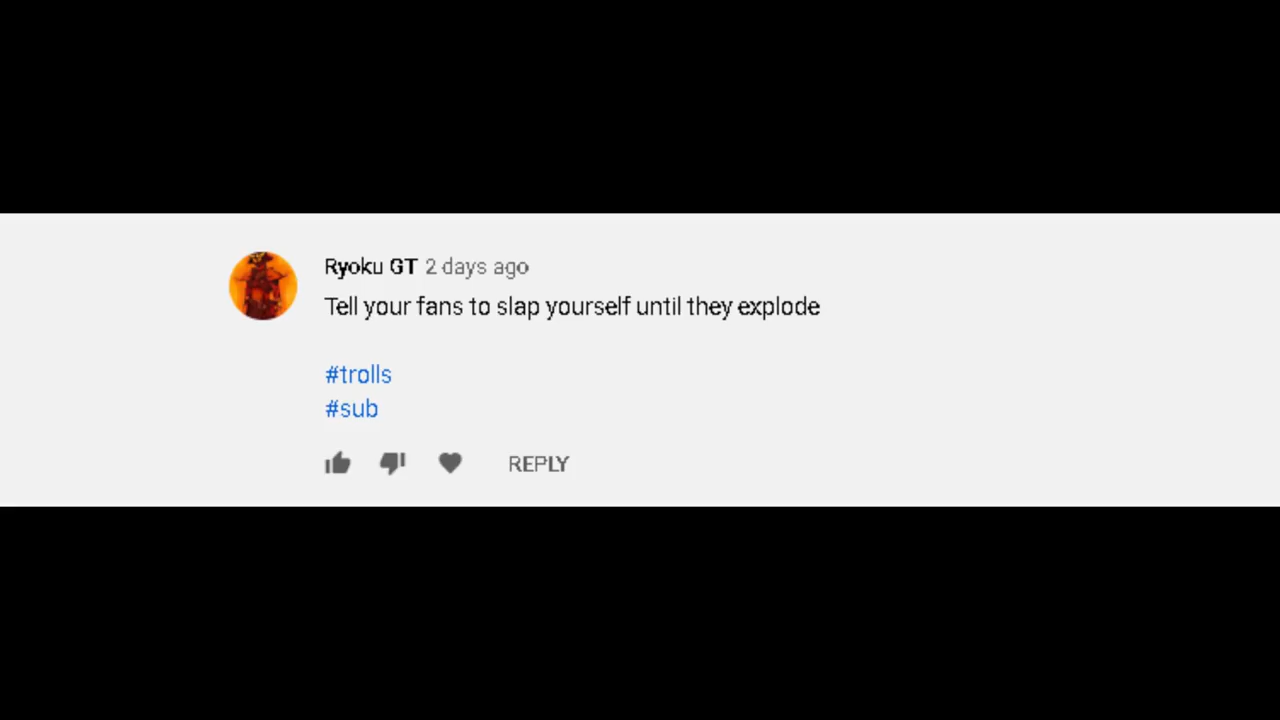 Ryoku GT 2 days ago
Tell your fans to slap yourself until they explode
#trolls
#sub
REPLY